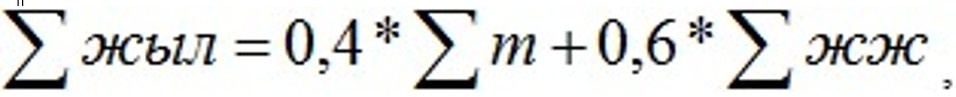 ∑ жыл = 0,4 * ∑ т + 0,6 * ∑ жж ,